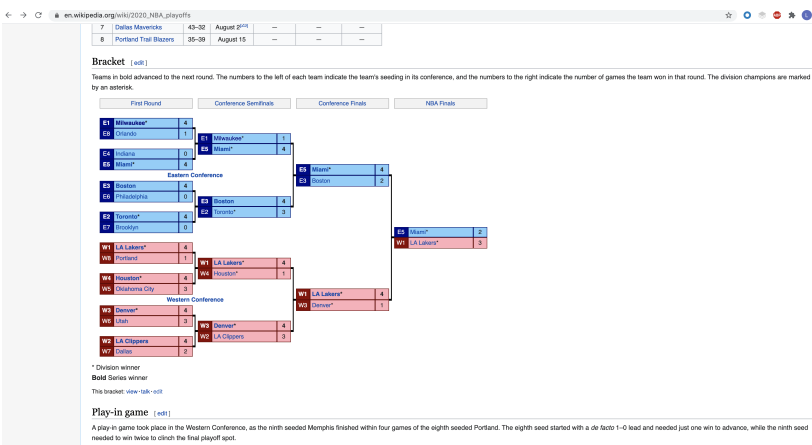 en.wikipedia.org/wiki/2020_NBA_playoffs
7 Dallas Mavericks 43–32 August 2[23] — — —
8 Portland Trail Blazers 35–39 August 15 — — —
Bracket [edit]
Teams in bold advanced to the next round. The numbers to the left of each team indicate the team's seeding in its conference, and the numbers to the right indicate the number of games the team won in that round. The division champions are marked
by an asterisk.
First Round Conference Semifinals Conference Finals NBA Finals
E1 Milwaukee* 4
E8 Orlando 1
E1 Milwaukee* 1
E5 Miami* 4
E4 Indiana 0
E5 Miami* 4
E5 Miami* 4
E3 Boston 2
Eastern Conference
E3 Boston 4
E6 Philadelphia 0
E3 Boston 4
E2 Toronto* 3
E2 Toronto* 4
E7 Brooklyn 0
E5 Miami* 2
W1 LA Lakers* 3
W1 LA Lakers* 4
W8 Portland 1
W1 LA Lakers* 4
W4 Houston* 1
W4 Houston* 4
W5 Oklahoma City 3
W1 LA Lakers* 4
W3 Denver* 1
Western Conference
W3 Denver* 4
W6 Utah 3
W3 Denver* 4
W2 LA Clippers 3
W2 LA Clippers 4
W7 Dallas 2
* Division winner
Bold Series winner
This bracket: view · talk · edit
Play-in game [edit]
A play-in game took place in the Western Conference, as the ninth seeded Memphis finished within four games of the eighth seeded Portland. The eighth seed started with a de facto 1–0 lead and needed just one win to advance, while the ninth seed
needed to win twice to clinch the final playoff spot.